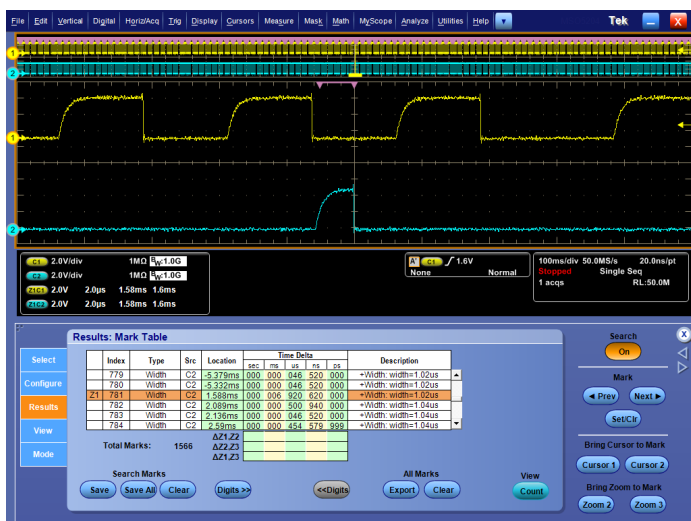 File Edit Vertical Digital Horiz/Acq Trig Display Cursors Measure Mask Math MyScope Analyze Utilities Help Tek X
1
2
1
2
C1 2.0V/div 1MΩ BW:1.0G
C2 2.0V/div 1MΩ BW:1.0G
Z1C1 2.0V 2.0µs 1.58ms 1.6ms
Z1C2 2.0V 2.0µs 1.58ms 1.6ms
A' C1 1.6V
None Normal
100ms/div 50.0MS/s 20.0ns/pt
Stopped Single Seq
1 acqs RL:50.0M
Results: Mark Table
Select
Configure
Results
View
Mode
Index Type Src Location Time Delta Description
sec ms us ns ps
779 Width C2 -5.379ms 000 000 046 520 000 +Width: width=1.02us
780 Width C2 -5.332ms 000 000 046 520 000 +Width: width=1.02us
Z1 781 Width C2 1.588ms 000 006 920 620 000 +Width: width=1.02us
782 Width C2 2.089ms 000 000 500 940 000 +Width: width=1.04us
783 Width C2 2.136ms 000 000 046 520 000 +Width: width=1.04us
784 Width C2 2.59ms 000 000 454 579 999 +Width: width=1.04us
Total Marks: 1566
ΔZ1,Z2
ΔZ2,Z3
ΔZ1,Z3
Search Marks
Save Save All Clear Digits >> <<Digits
All Marks
Export Clear
View
Count
X
Search
On
Mark
Prev Next
Set/Clr
Bring Cursor to Mark
Cursor 1 Cursor 2
Bring Zoom to Mark
Zoom 2 Zoom 3